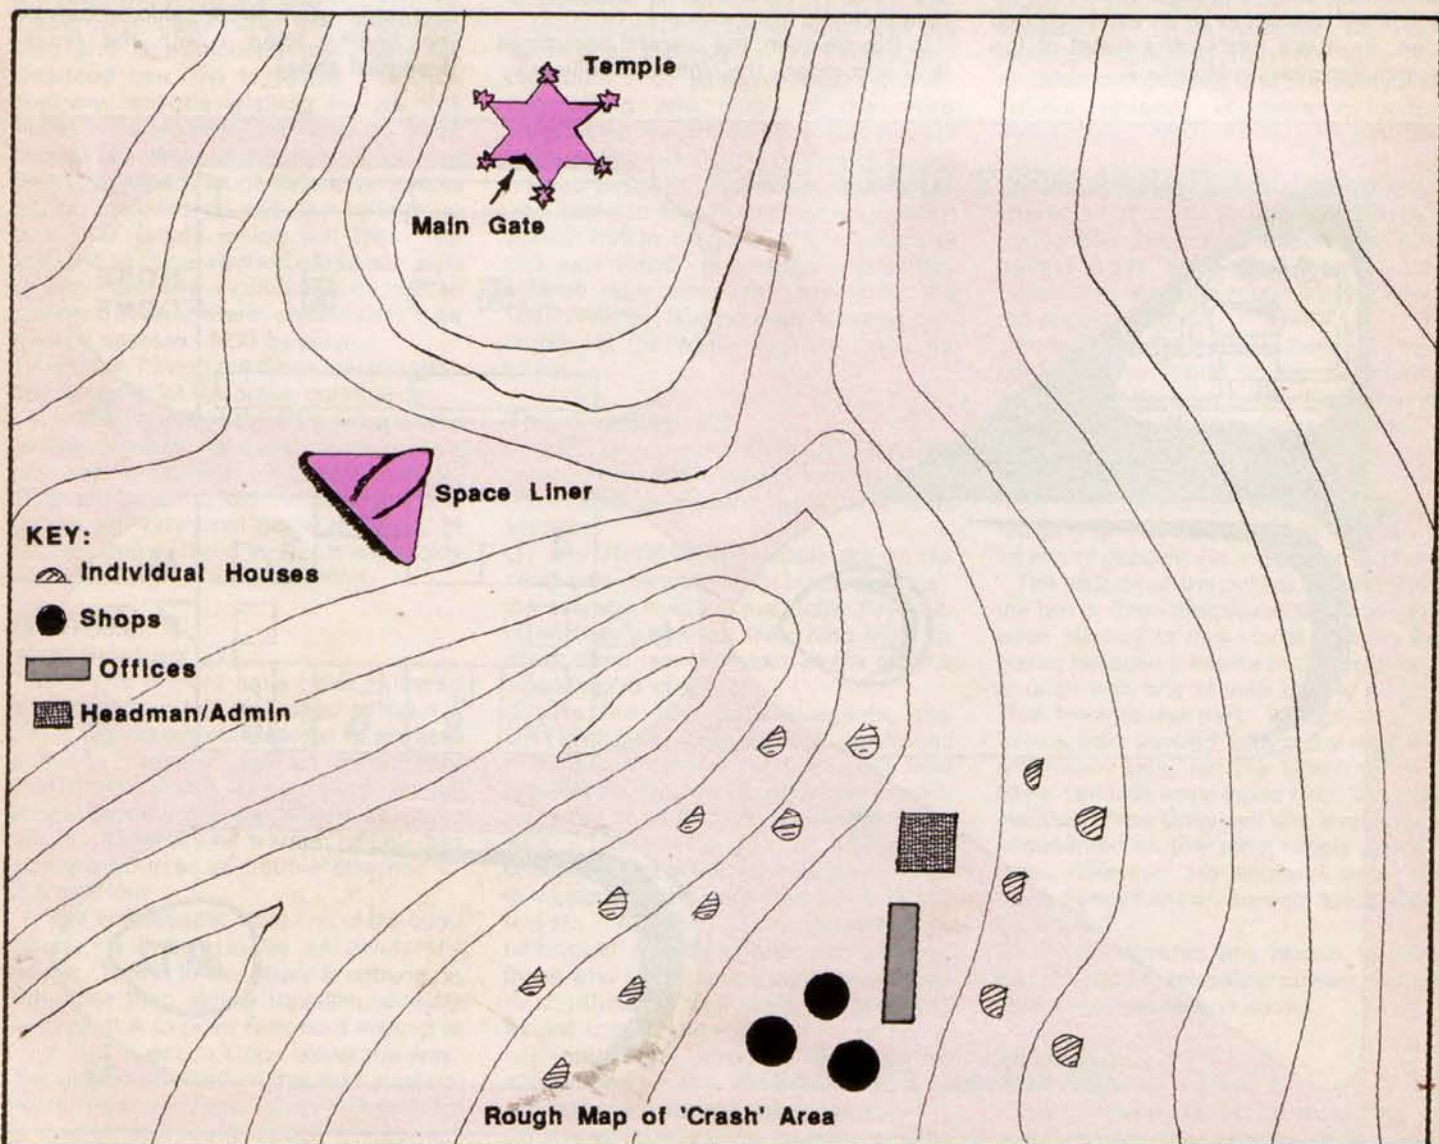 Temple
Main Gate
Space Liner
KEY:
Individual Houses
Shops
Offices
Headman/Admin
Rough Map of 'Crash' Area